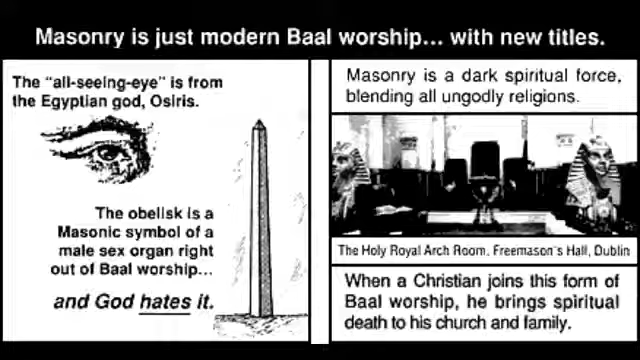 Masonry is just modern Baal worship... with new titles.
The "all-seeing-eye" is from
the Egyptian god, Osiris.
The obelisk is a
Masonic symbol of a
male sex organ right
out of Baal worship...
and God hates it.
Masonry is a dark spiritual force,
blending all ungodly religions.
The Holy Royal Arch Room, Freemason's Hall, Dublin
When a Christian joins this form of
Baal worship, he brings spiritual
death to his church and family.